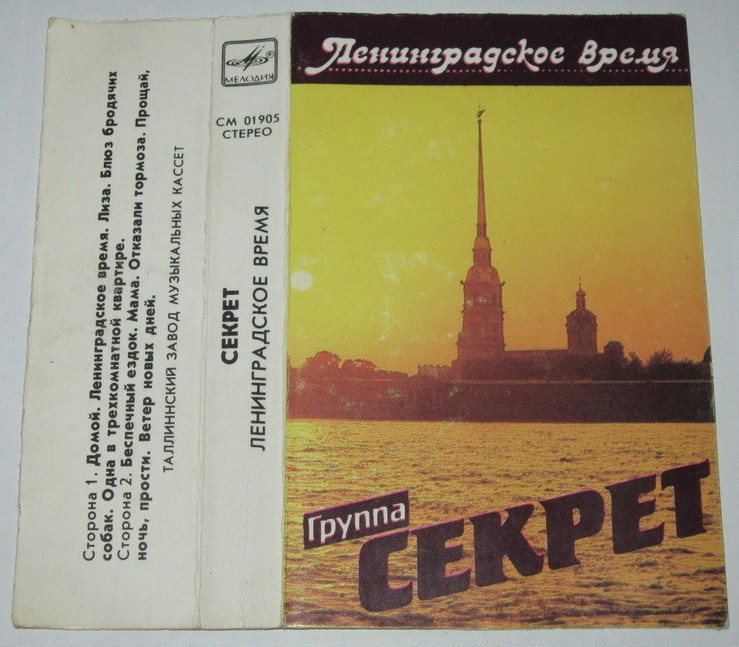 Сторона 1. Домой. Ленинградское время. Лиза. Блюз бродячих
собак. Одна в трехкомнатной квартире.
Сторона 2. Беспечный ездок. Мама. Отказали тормоза. Прощай,
ночь, прости. Ветер новых дней.
ТАЛЛИННСКИЙ ЗАВОД МУЗЫКАЛЬНЫХ КАССЕТ
МЕЛОДИЯ
СМ 01905
СТЕРЕО
СЕКРЕТ
ЛЕНИНГРАДСКОЕ ВРЕМЯ
Ленинградское время
Группа
СЕКРЕТ